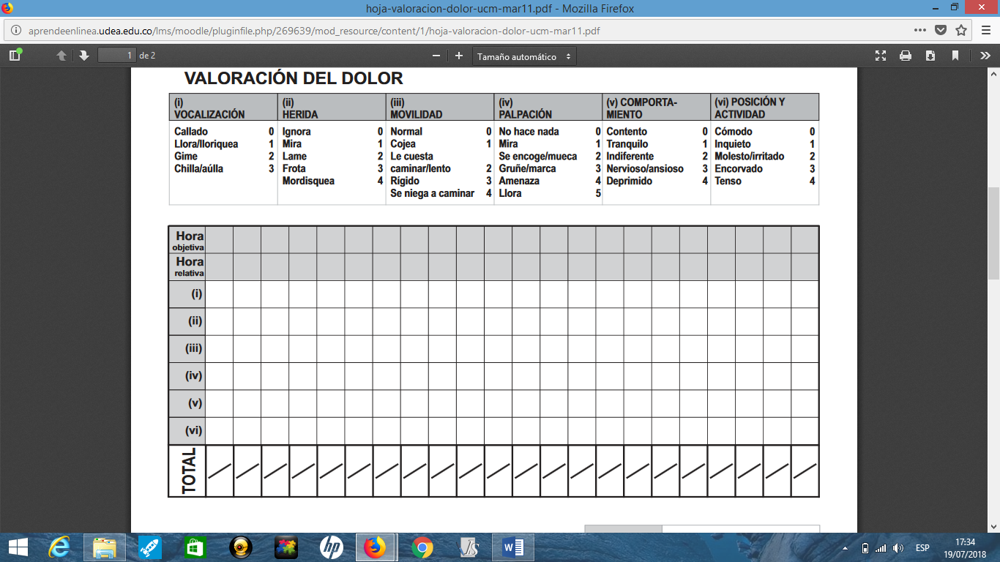 hoja-valoracion-dolor-ucm-mar11.pdf - Mozilla Firefox
aprendeenlinea.udea.edu.co/lms/moodle/pluginfile.php/269639/mod_resource/content/1/hoja-valoracion-dolor-ucm-mar11.pdf
1 de 2
Tamaño automático
VALORACIÓN DEL DOLOR
(i)
VOCALIZACIÓN
Callado 0
Llora/lloriquea 1
Gime 2
Chilla/aúlla 3
(ii)
HERIDA
Ignora 0
Mira 1
Lame 2
Frota 3
Mordisquea 4
(iii)
MOVILIDAD
Normal 0
Cojea 1
Le cuesta
caminar/lento 2
Rígido 3
Se niega a caminar 4
(iv)
PALPACIÓN
No hace nada 0
Mira 1
Se encoge/mueca 2
Gruñe/marca 3
Amenaza 4
Llora 5
(v) COMPORTA-
MIENTO
Contento 0
Tranquilo 1
Indiferente 2
Nervioso/ansioso 3
Deprimido 4
(vi) POSICIÓN Y
ACTIVIDAD
Cómodo 0
Inquieto 1
Molesto/irritado 2
Encorvado 3
Tenso 4
Hora
objetiva
Hora
relativa
(i)
(ii)
(iii)
(iv)
(v)
(vi)
TOTAL
hp
JS
W
ESP
17:34
19/07/2018